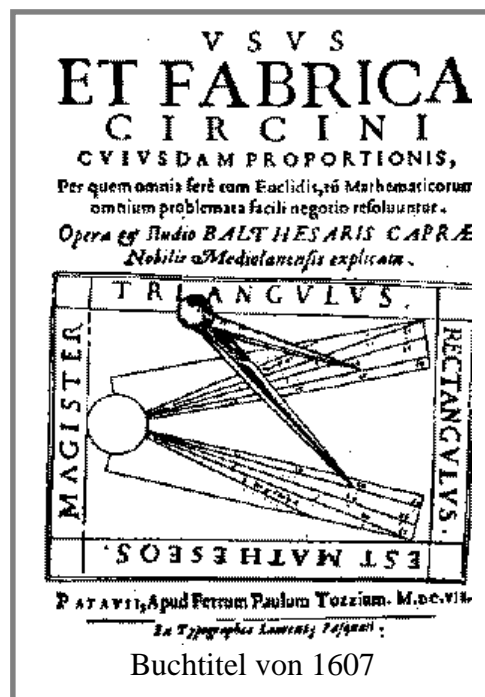 VSVS
ET FABRICA
CIRCINI
CVIVSDAM PROPORTIONIS,
Per quem omnia ferè tum Euclidis, tū Mathematicorum
omnium problemata facili negotio resoluuntur.
Opera & studio BALTHESARIS CAPRÆ
Nobilis Mediolanensis explicata.
TRIANGVLVS.
RECTANGVLVS.
EST MATHESEOS.
MAGISTER
PATAVII, Apud Petrum Paulum Tozzium. M.DC.VII.
In Typographia Laurentij Pasquati.
Buchtitel von 1607